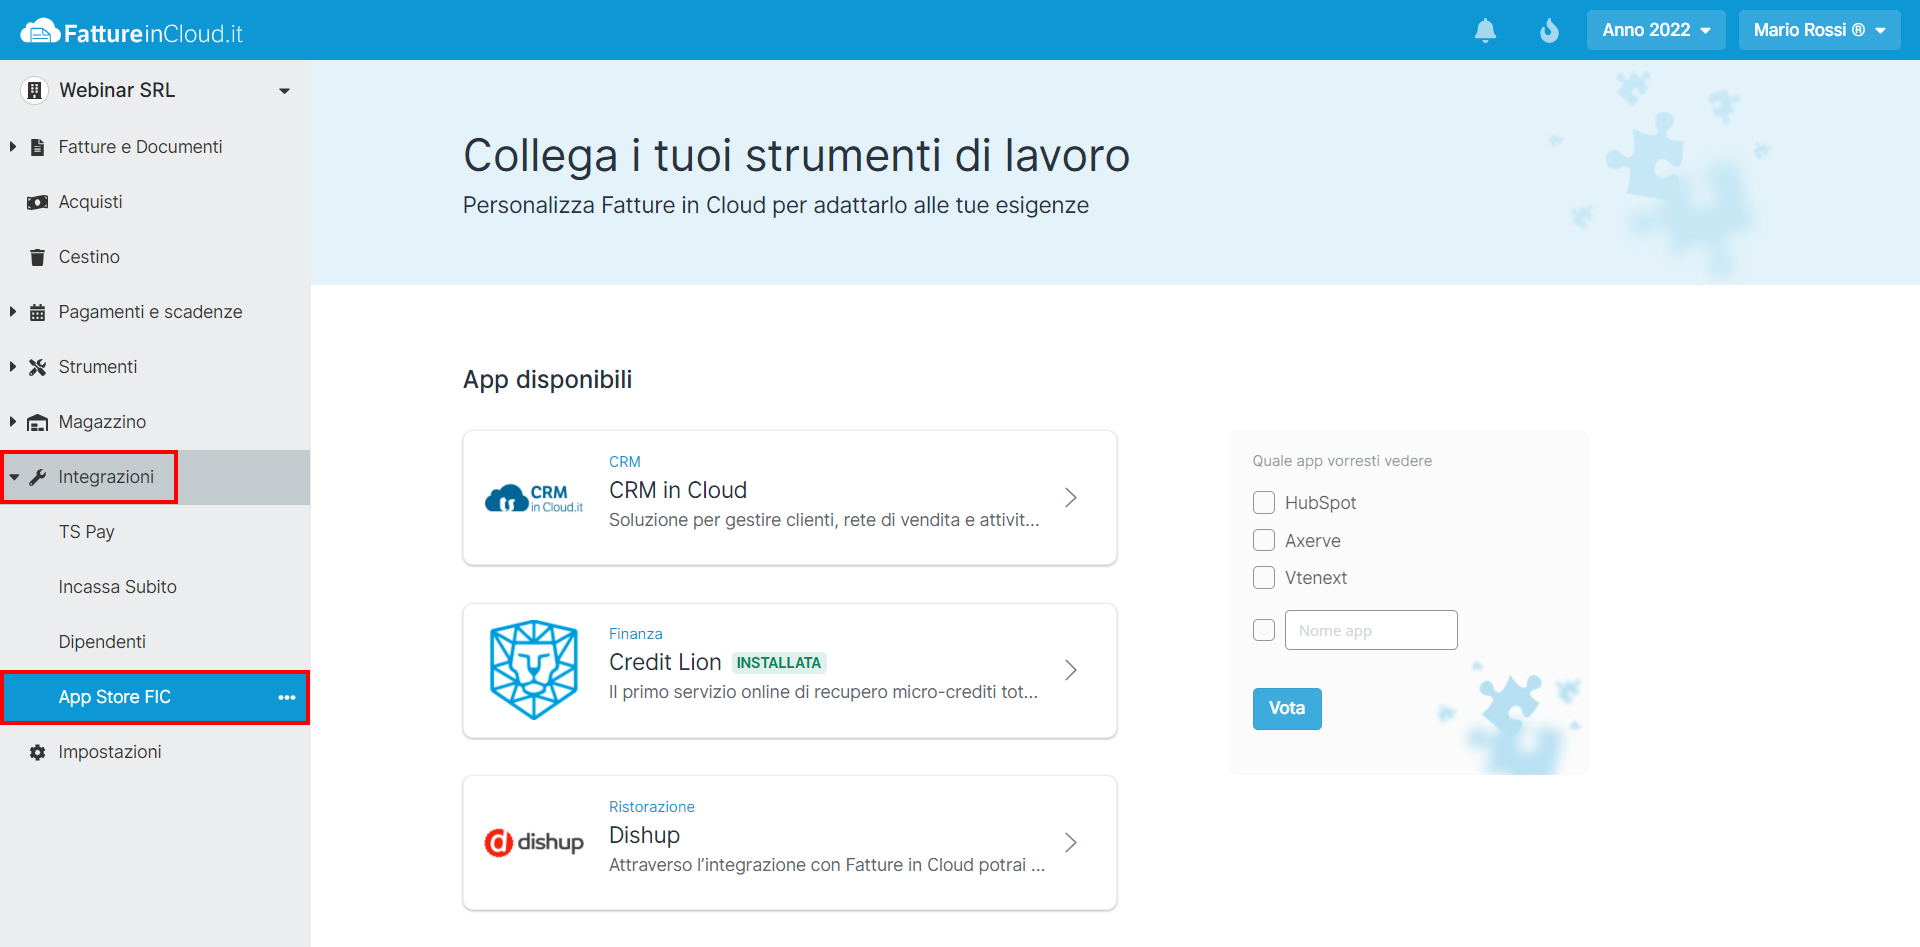 FattureinCloud.it
Anno 2022
Mario Rossi ®
Webinar SRL
Fatture e Documenti
Acquisti
Cestino
Pagamenti e scadenze
Strumenti
Magazzino
Integrazioni
TS Pay
Incassa Subito
Dipendenti
App Store FIC
Impostazioni
Collega i tuoi strumenti di lavoro
Personalizza Fatture in Cloud per adattarlo alle tue esigenze
App disponibili
CRM
in Cloud.it
CRM
CRM in Cloud
Soluzione per gestire clienti, rete di vendita e attivit...
Finanza
Credit Lion INSTALLATA
Il primo servizio online di recupero micro-crediti tot...
dishup
Ristorazione
Dishup
Attraverso l'integrazione con Fatture in Cloud potrai ...
Quale app vorresti vedere
HubSpot
Axerve
Vtenext
Nome app
Vota